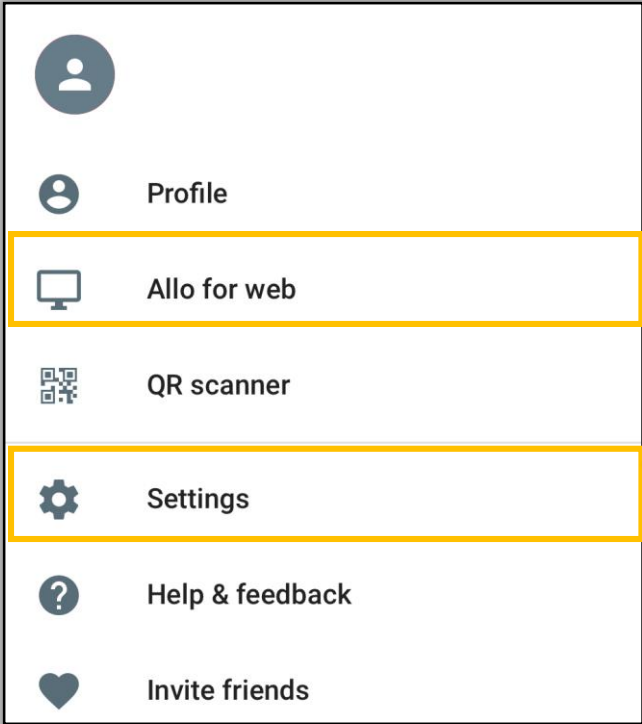 Profile
Allo for web
QR scanner
Settings
Help & feedback
Invite friends